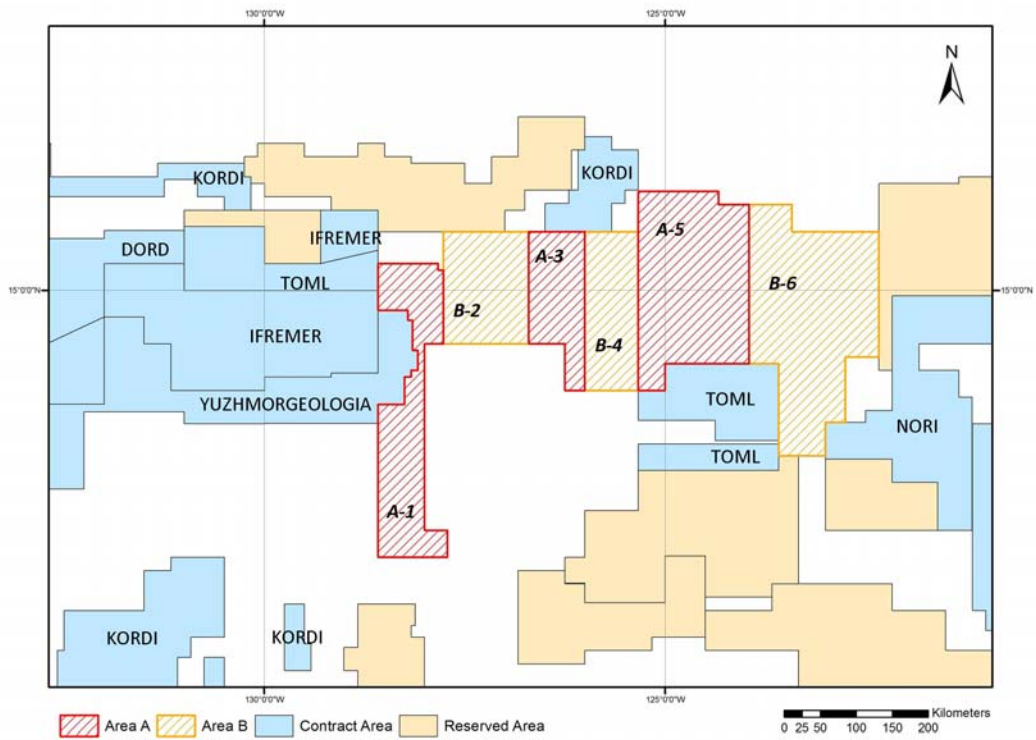 130°0'0"W
125°0'0"W
N
KORDI
KORDI
A-5
IFREMER
DORD
A-3
TOML
B-6
15°0'0"N
15°0'0"N
B-2
IFREMER
B-4
YUZHMORGEOLOGIA
TOML
NORI
TOML
A-1
KORDI
KORDI
130°0'0"W
125°0'0"W
Area A
Area B
Contract Area
Reserved Area
Kilometers
0 25 50 100 150 200